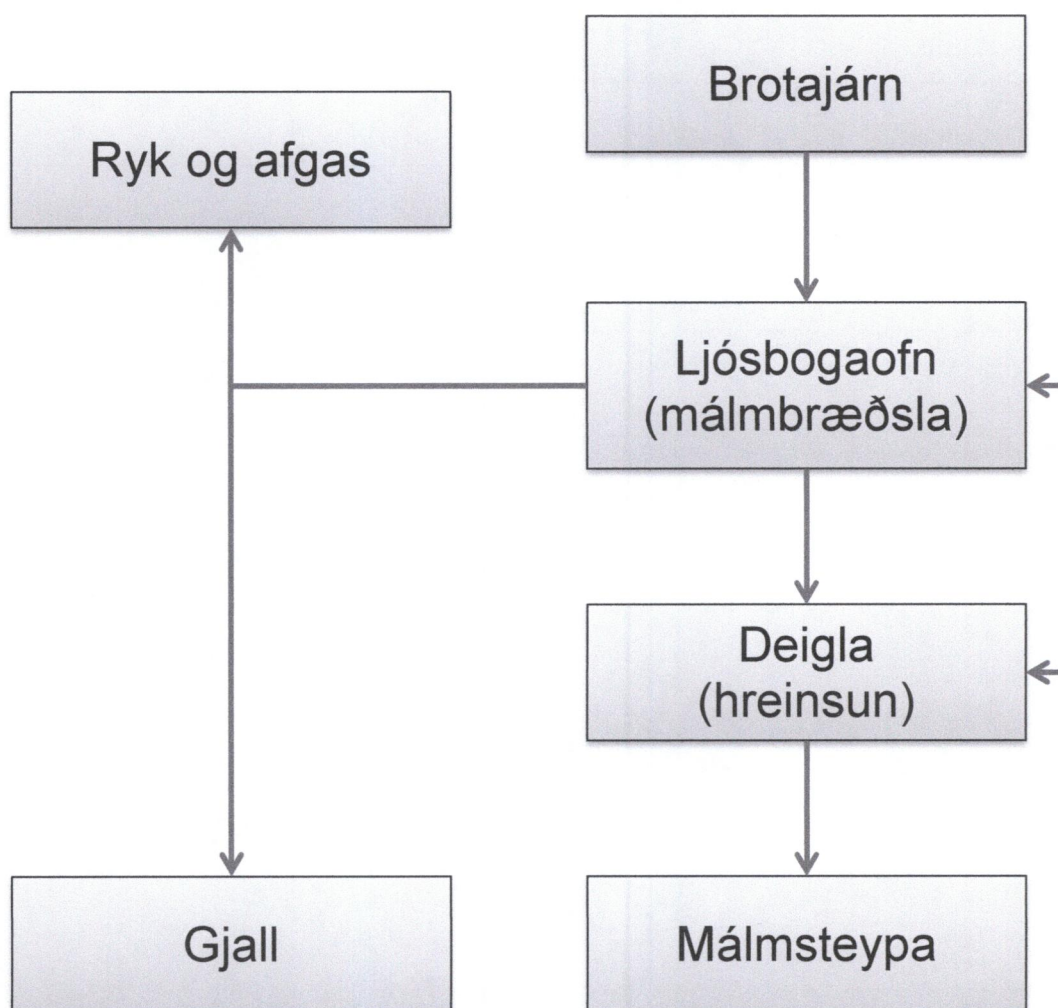 Brotajárn
Ryk og afgas
Ljósbogaofn
(málmbræðsla)
Deigla
(hreinsun)
Gjall
Málmsteypa